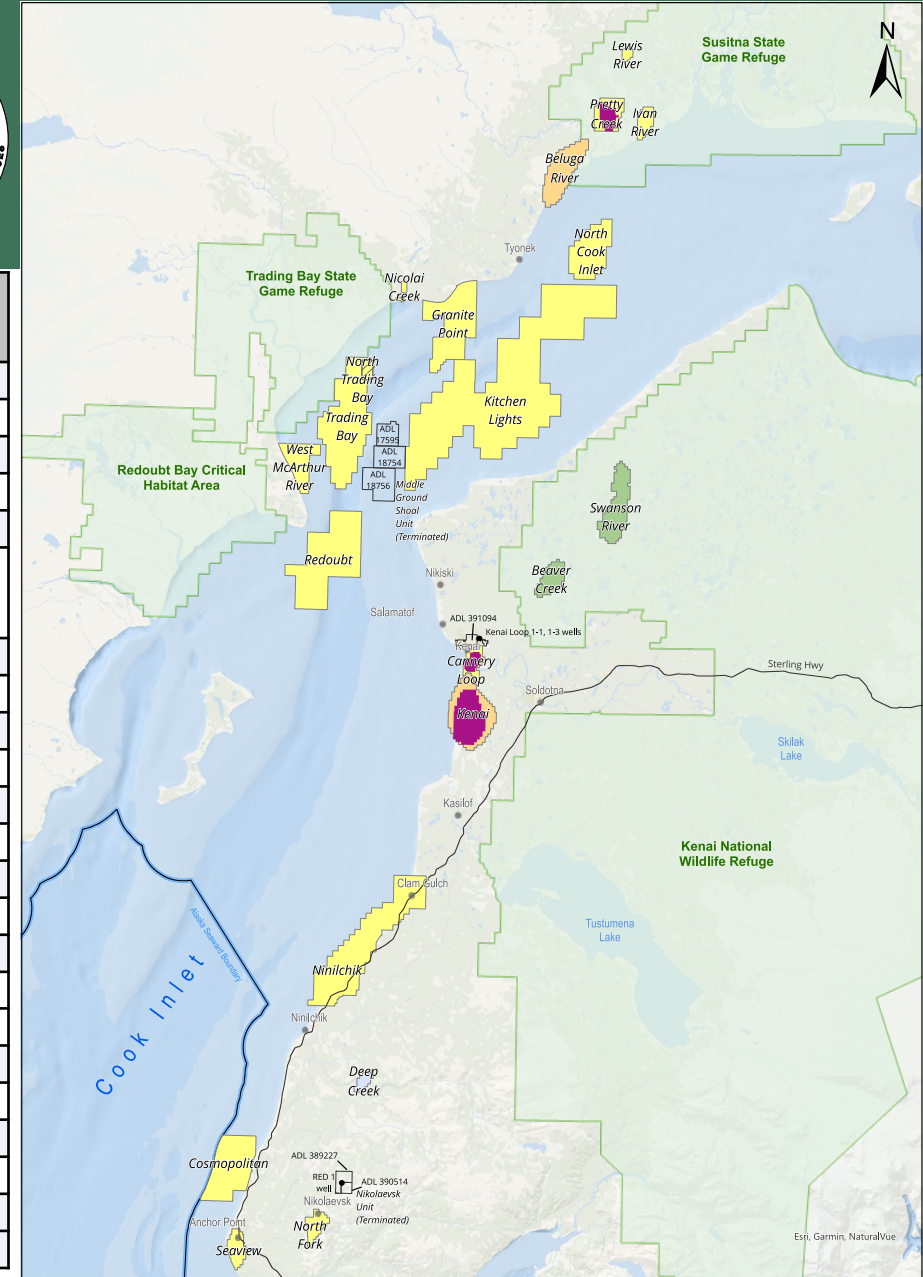 N
Lewis
River
Susitna State
Game Refuge
Pretty
Creek
Ivan
River
Beluga
River
North
Cook
Inlet
Tyonek
Trading Bay State
Game Refuge
Nicolai
Creek
Granite
Point
North
Trading
Bay
Trading
Bay
Kitchen
Lights
ADL
17595
ADL
18754
ADL
18756
West
McArthur
River
Redoubt Bay Critical
Habitat Area
Middle
Ground
Shoal
Unit
(Terminated)
Swanson
River
Redoubt
Beaver
Creek
Nikiski
Salamatof
ADL 391094
Kenai Loop 1-1, 1-3 wells
Kenai
Cannery
Loop
Sterling Hwy
Soldotna
Kenai
Skilak
Lake
Kasilof
Kenai National
Wildlife Refuge
Clam Gulch
Tustumena
Lake
Alaska Seaward Boundary
Ninilchik
Cook Inlet
Ninilchik
Deep
Creek
Cosmopolitan
ADL 389227
RED 1
well
ADL 390514
Nikolaevsk
Unit
(Terminated)
Nikolaevsk
Anchor Point
North
Fork
Seaview
Esri, Garmin, NaturalVue